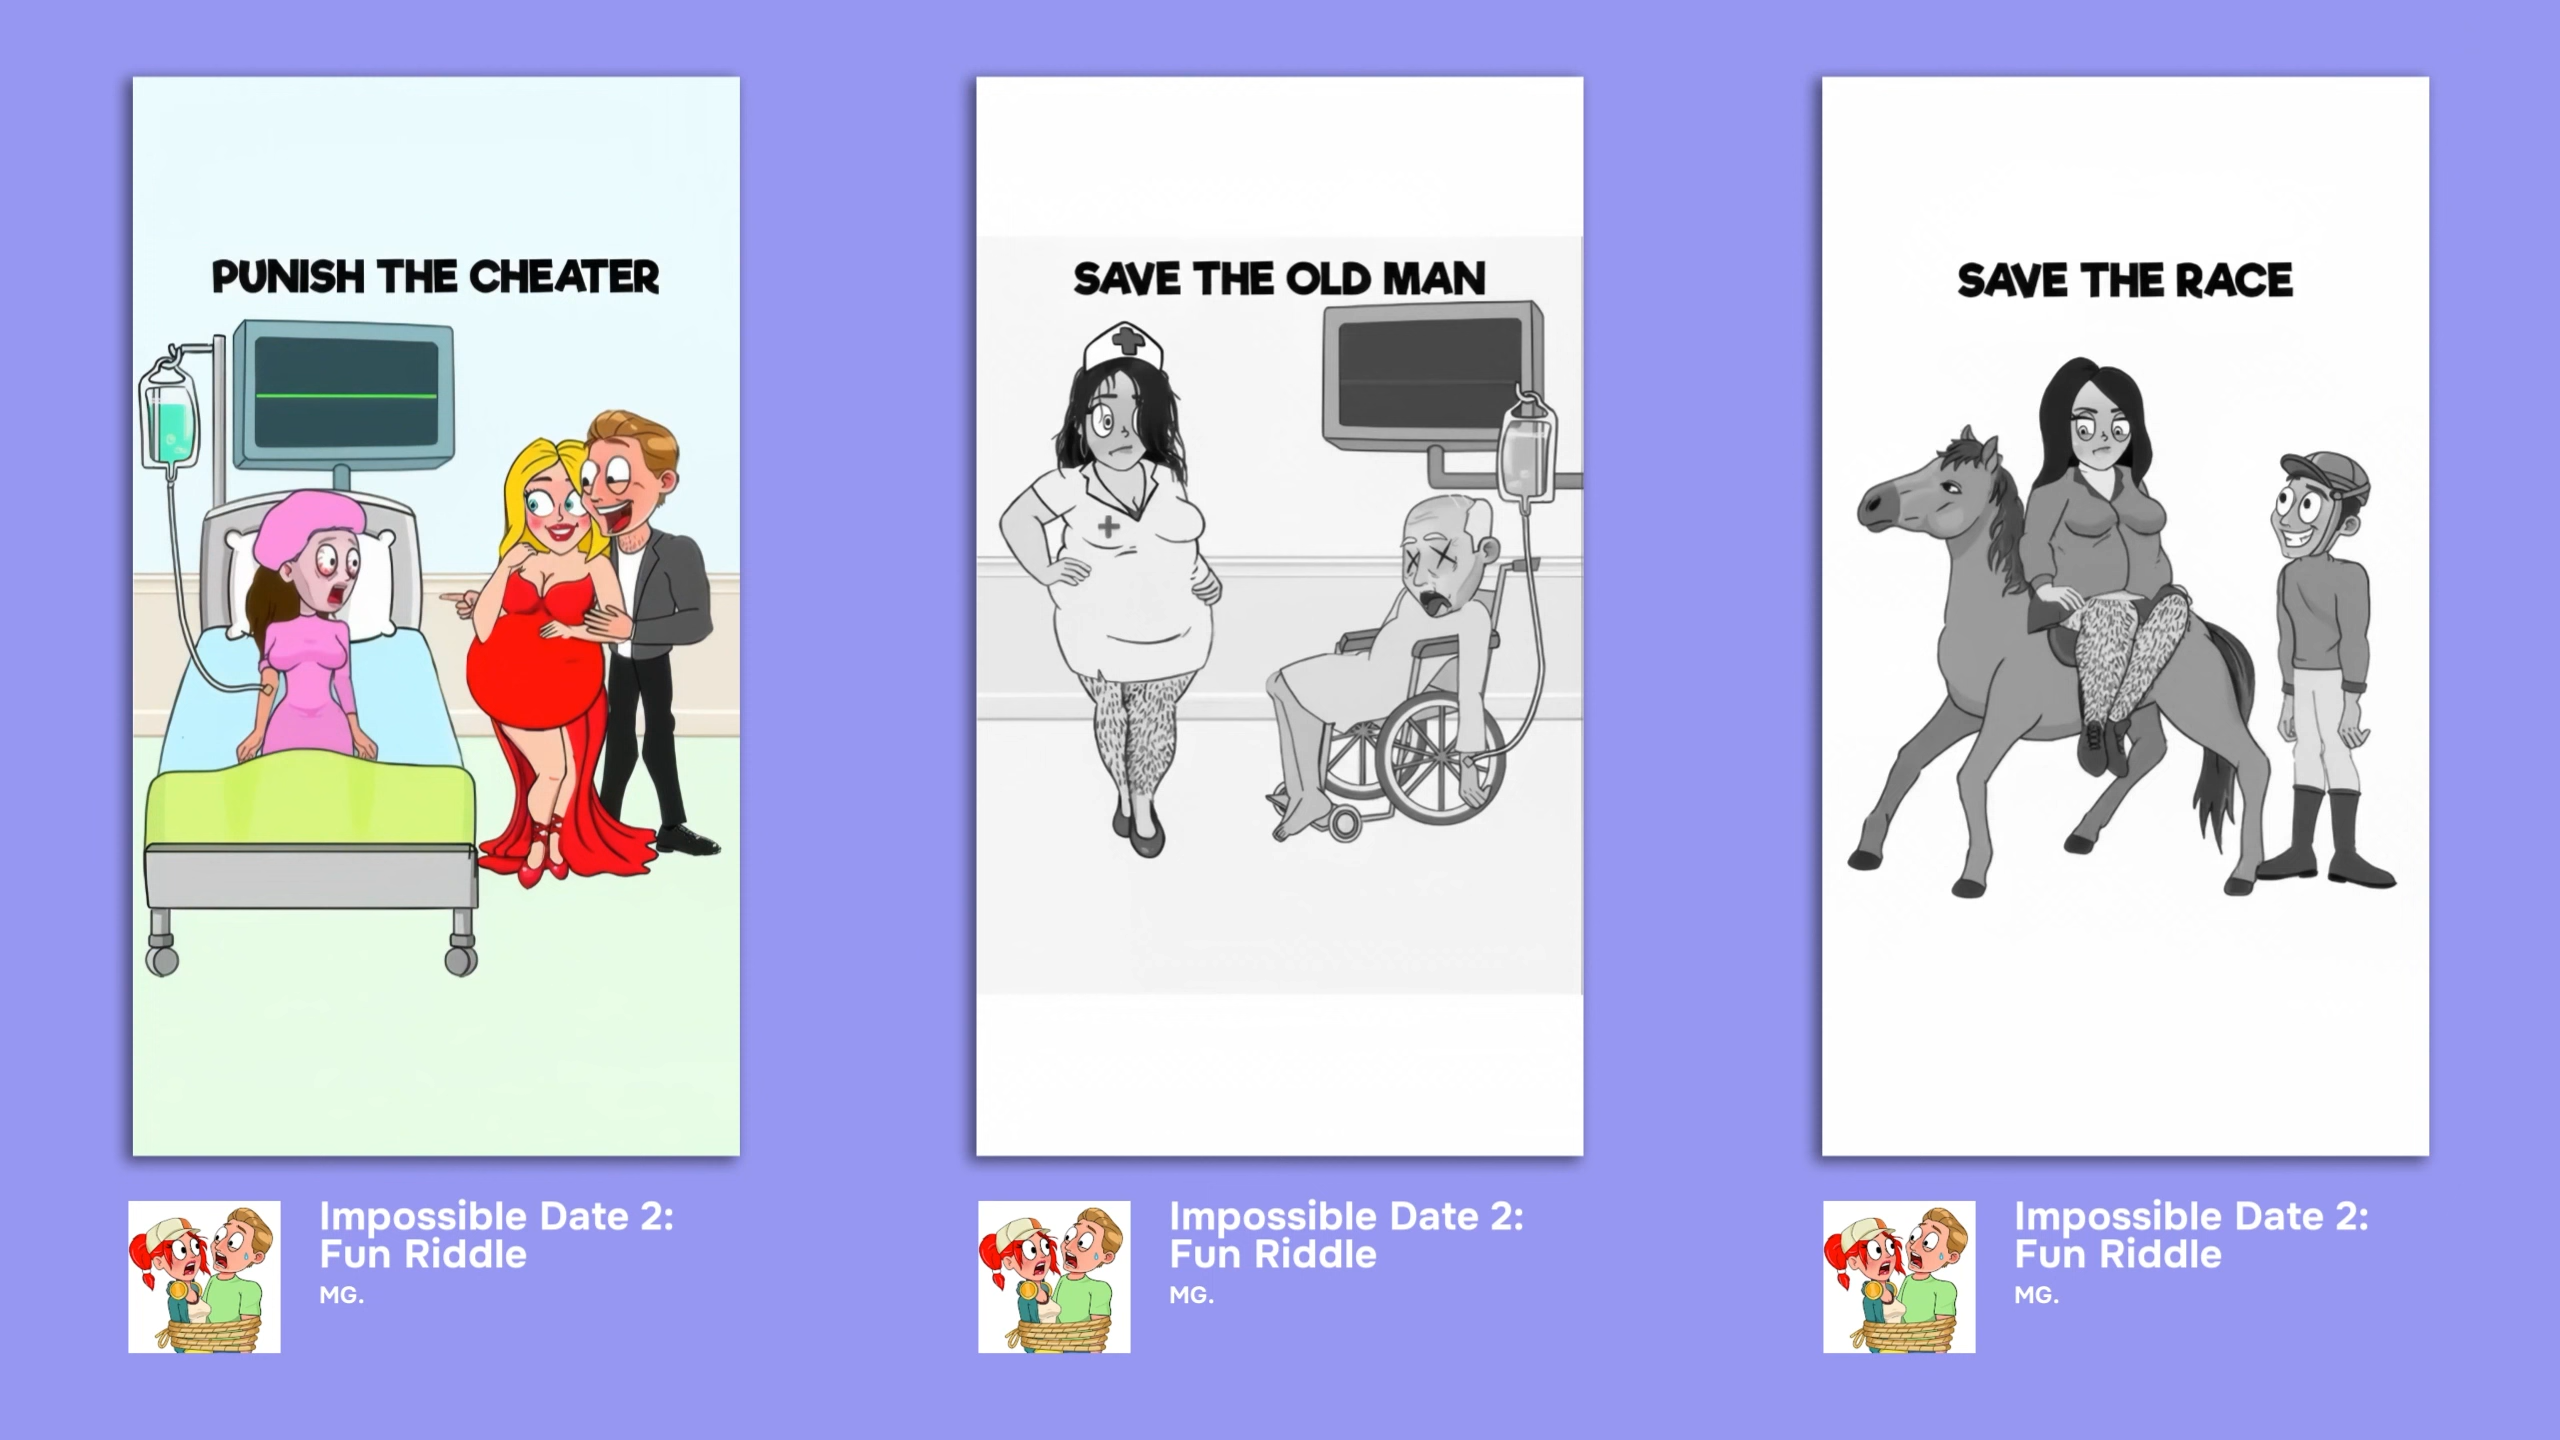 PUNISH THE CHEATER
Impossible Date 2:
Fun Riddle
MG.
SAVE THE OLD MAN
Impossible Date 2:
Fun Riddle
MG.
SAVE THE RACE
Impossible Date 2:
Fun Riddle
MG.